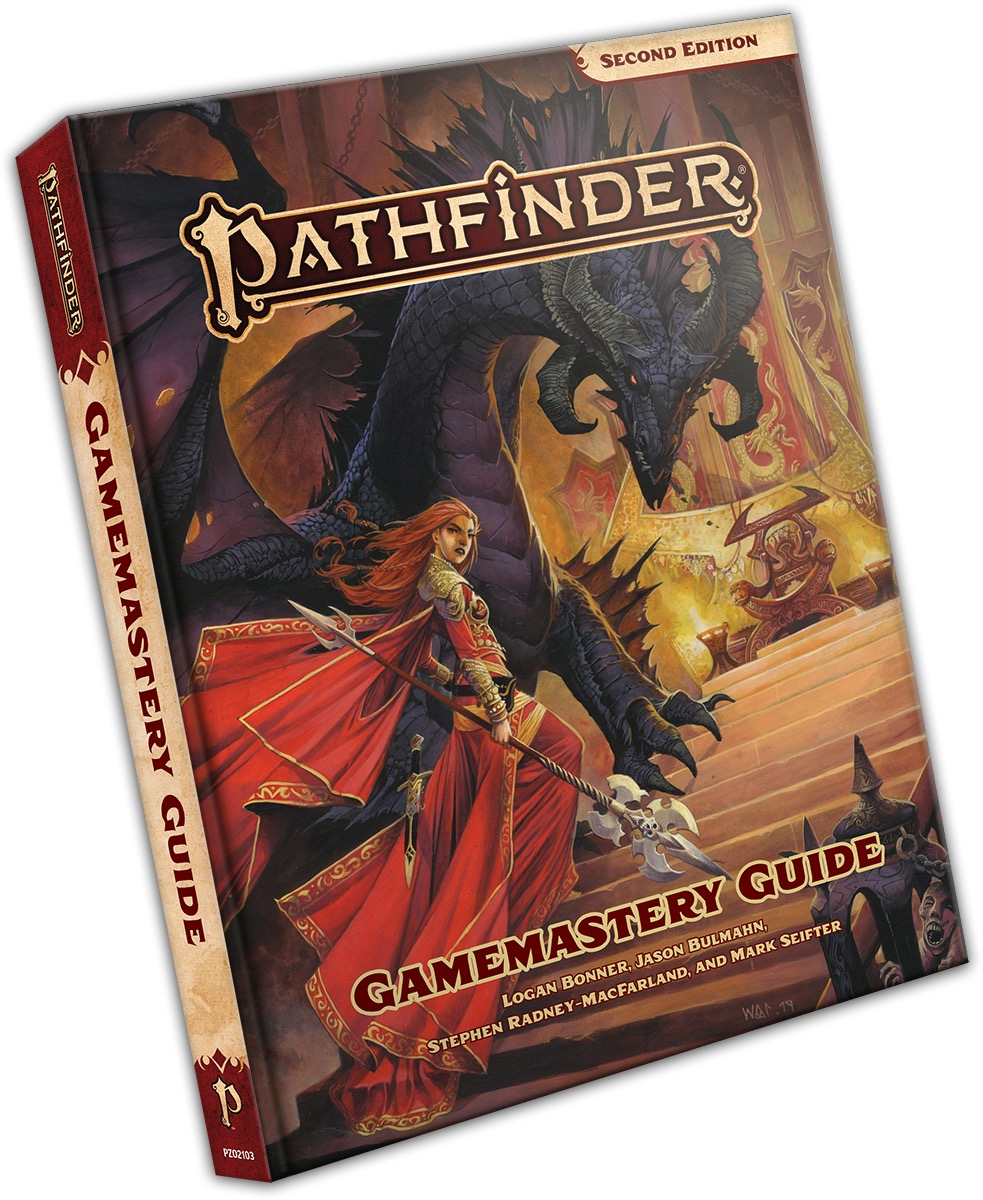 SECOND EDITION
PATHFINDER®
GAMEMASTERY GUIDE
LOGAN BONNER, JASON BULMAHN,
STEPHEN RADNEY-MACFARLAND, AND MARK SEIFTER
PATHFINDER
GAMEMASTERY GUIDE
P
PZO2103